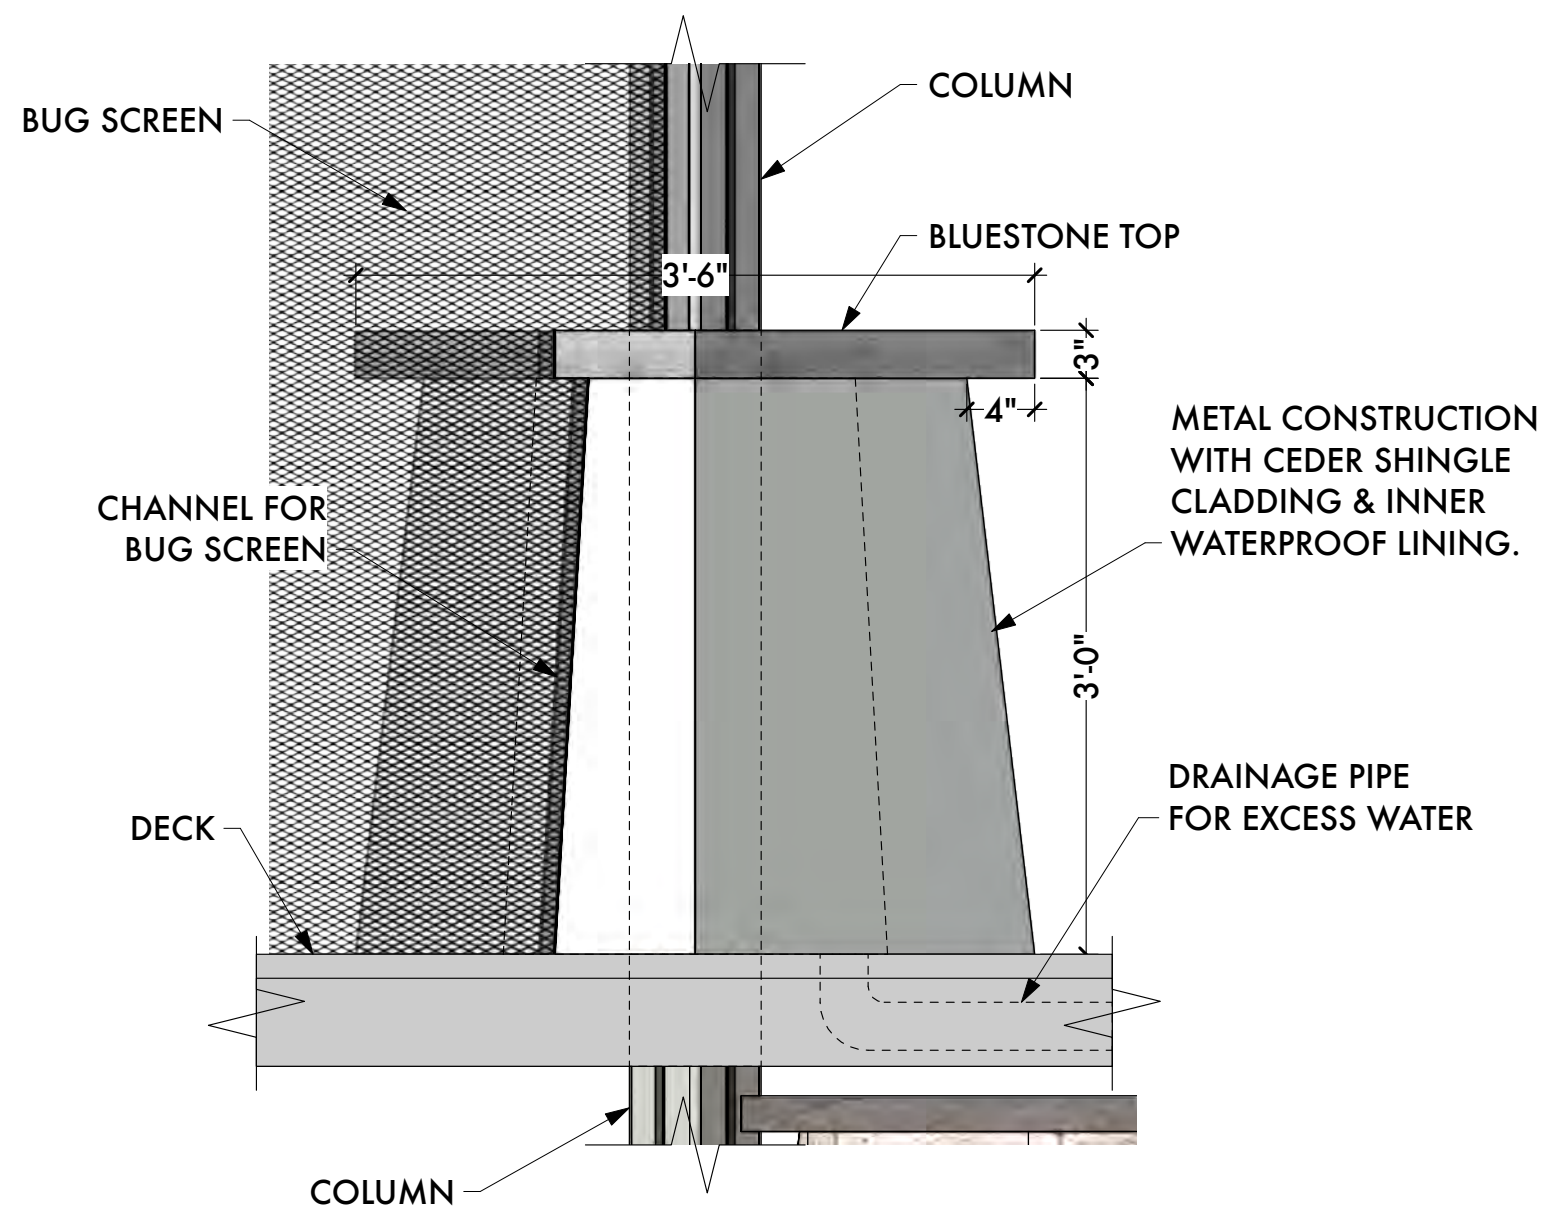 COLUMN
BUG SCREEN
BLUESTONE TOP
3'-6"
3"
4"
METAL CONSTRUCTION
WITH CEDER SHINGLE
CLADDING & INNER
WATERPROOF LINING.
CHANNEL FOR
BUG SCREEN
3'-0"
DRAINAGE PIPE
FOR EXCESS WATER
DECK
COLUMN